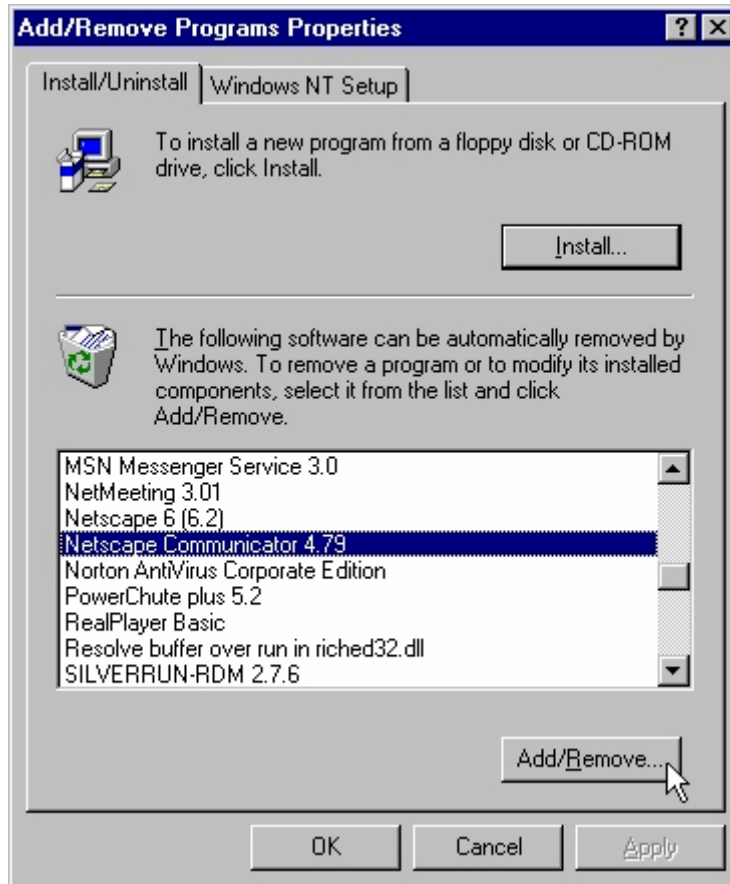 Add/Remove Programs Properties
Install/Uninstall
Windows NT Setup
To install a new program from a floppy disk or CD-ROM
drive, click Install.
Install...
The following software can be automatically removed by
Windows. To remove a program or to modify its installed
components, select it from the list and click
Add/Remove.
MSN Messenger Service 3.0
NetMeeting 3.01
Netscape 6 (6.2)
Netscape Communicator 4.79
Norton AntiVirus Corporate Edition
PowerChute plus 5.2
RealPlayer Basic
Resolve buffer over run in riched32.dll
SILVERRUN-RDM 2.7.6
Add/Remove...
OK
Cancel
Apply